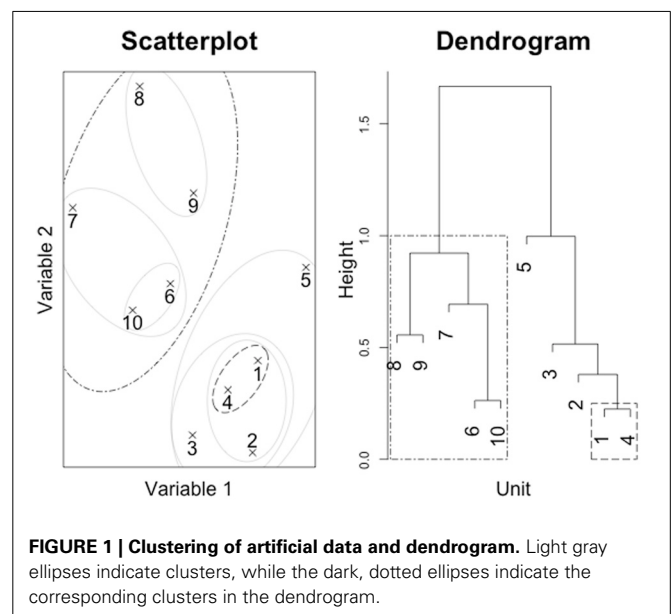 Scatterplot
Dendrogram
8
9
7
6
10
5
1
4
3
2
Variable 2
Variable 1
1.5
1.0
0.5
0.0
Height
5
7
8
9
3
2
6
10
1
4
Unit
FIGURE 1 | Clustering of artificial data and dendrogram. Light gray
ellipses indicate clusters, while the dark, dotted ellipses indicate the
corresponding clusters in the dendrogram.